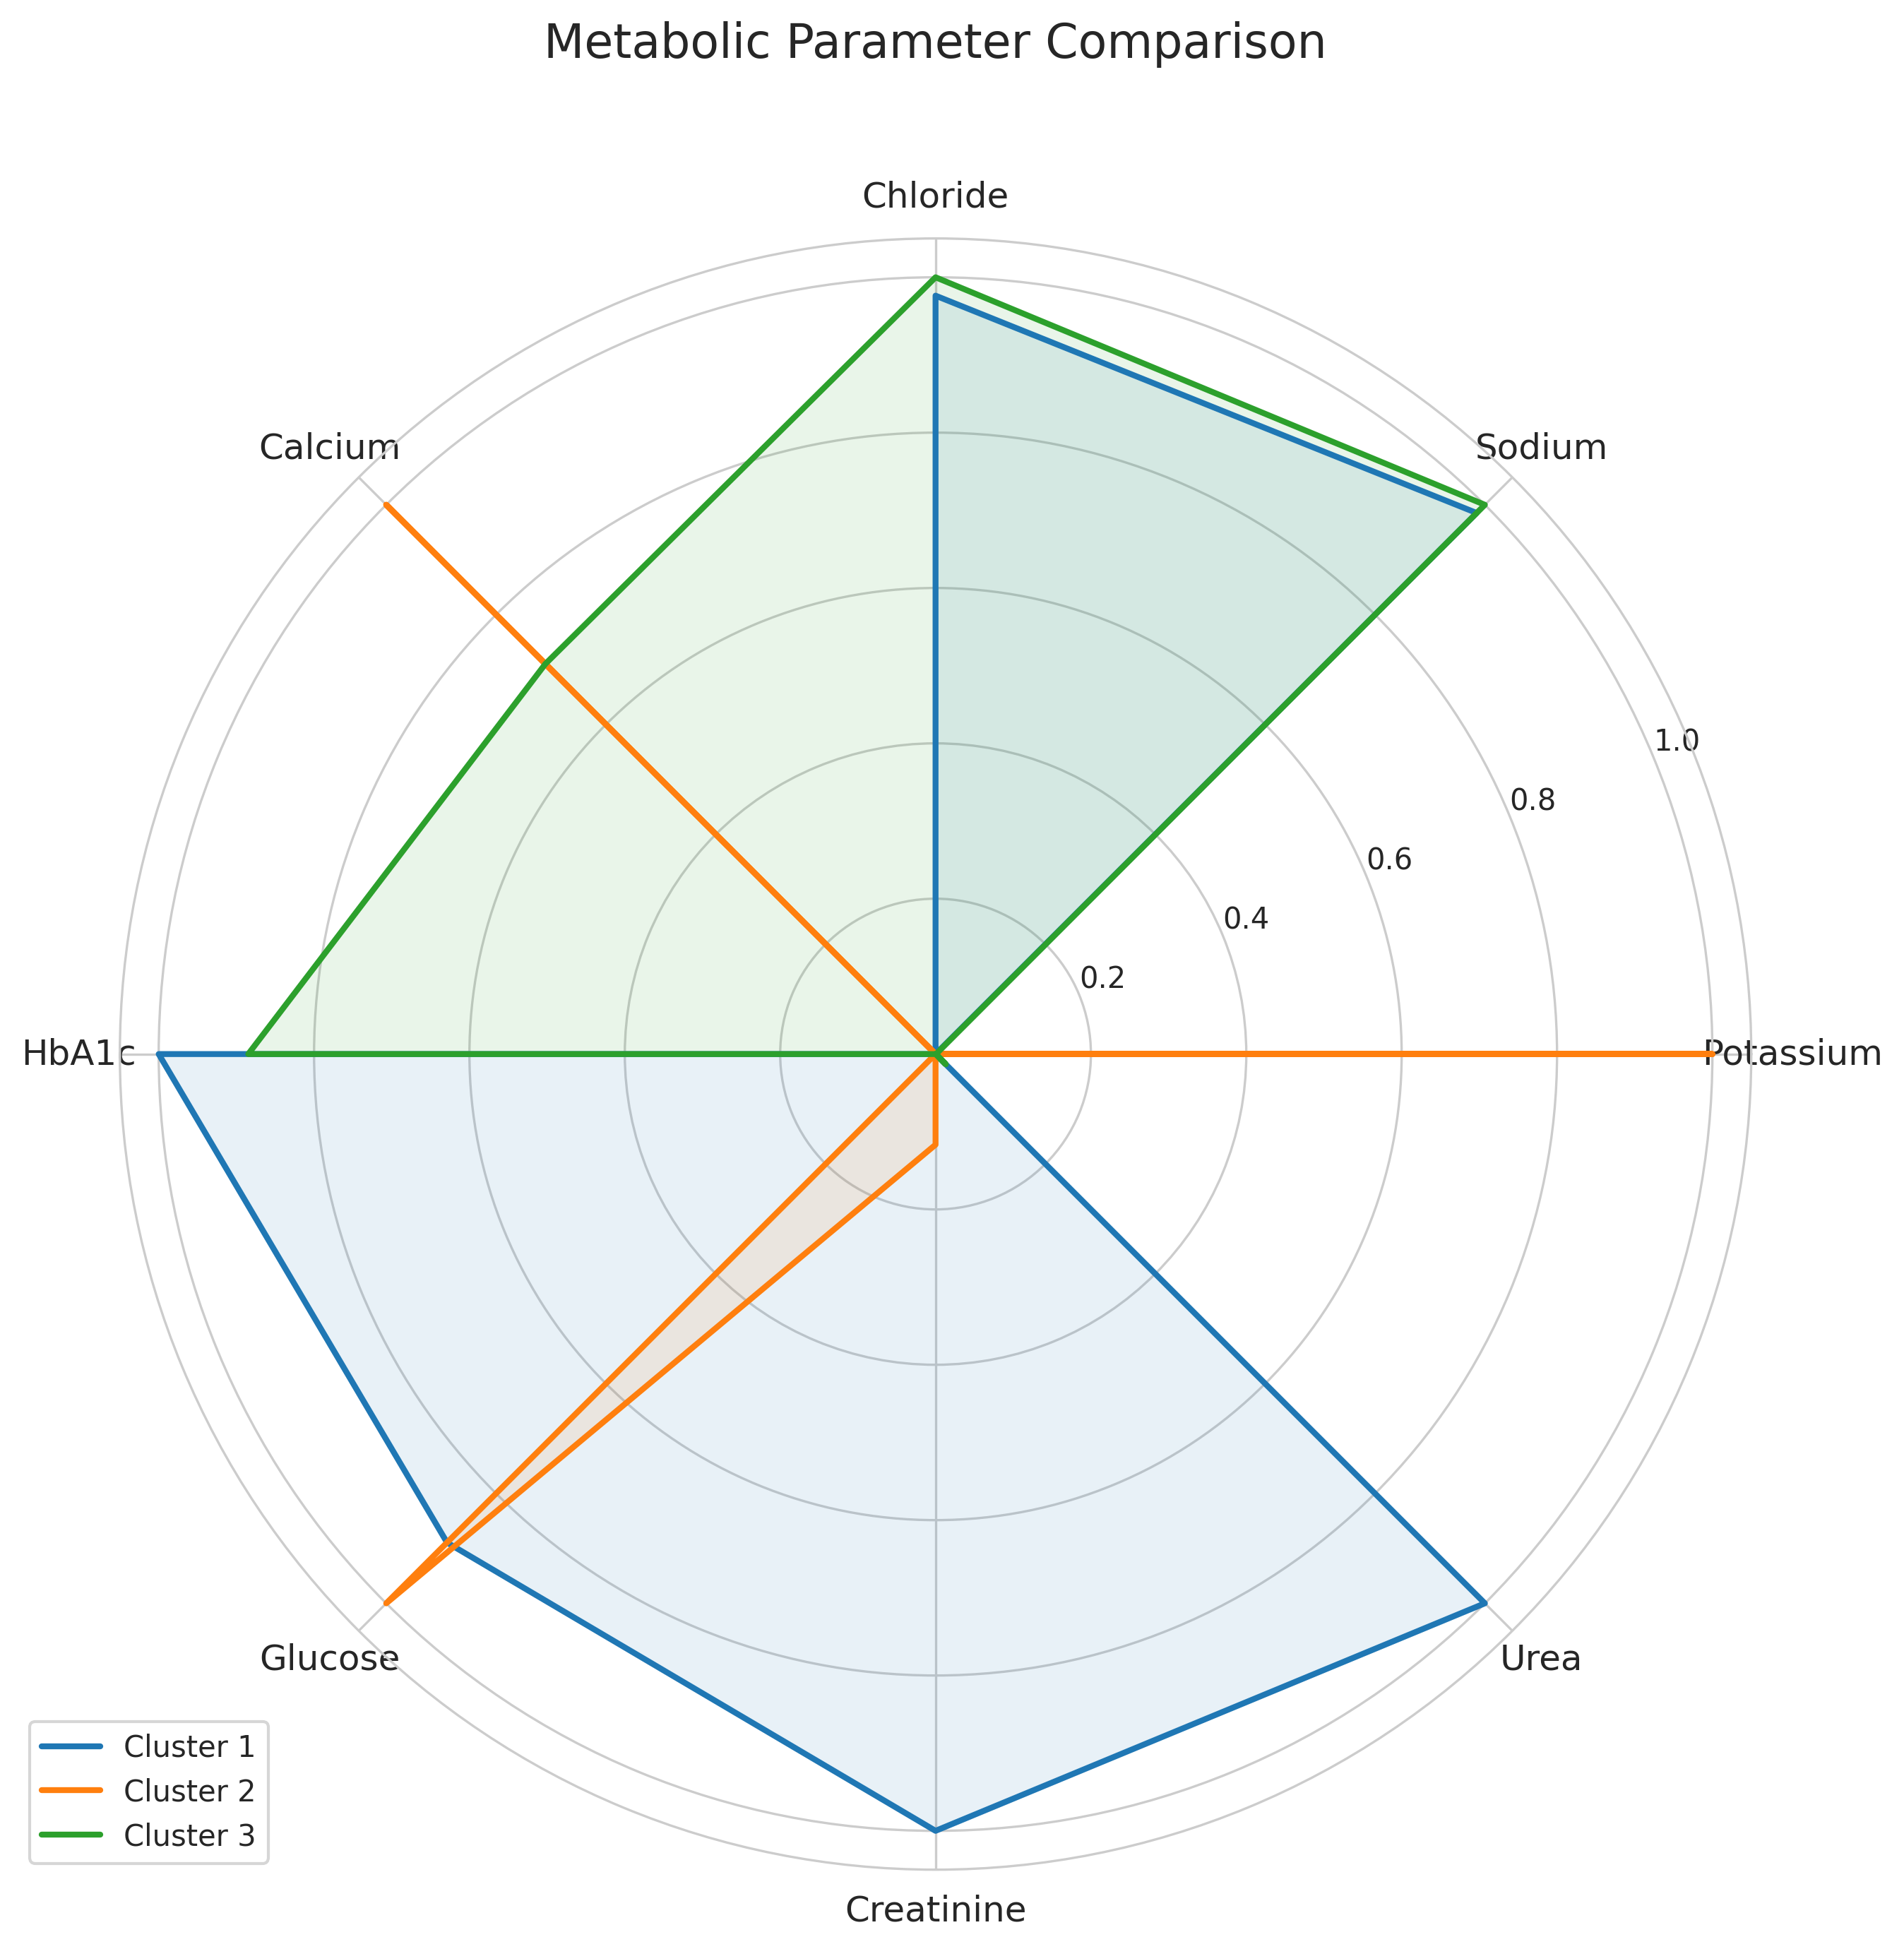 Metabolic Parameter Comparison
Chloride
Calcium
Sodium
1.0
0.8
0.6
0.4
0.2
HbA1c
Potassium
Glucose
Urea
Cluster 1
Cluster 2
Cluster 3
Creatinine